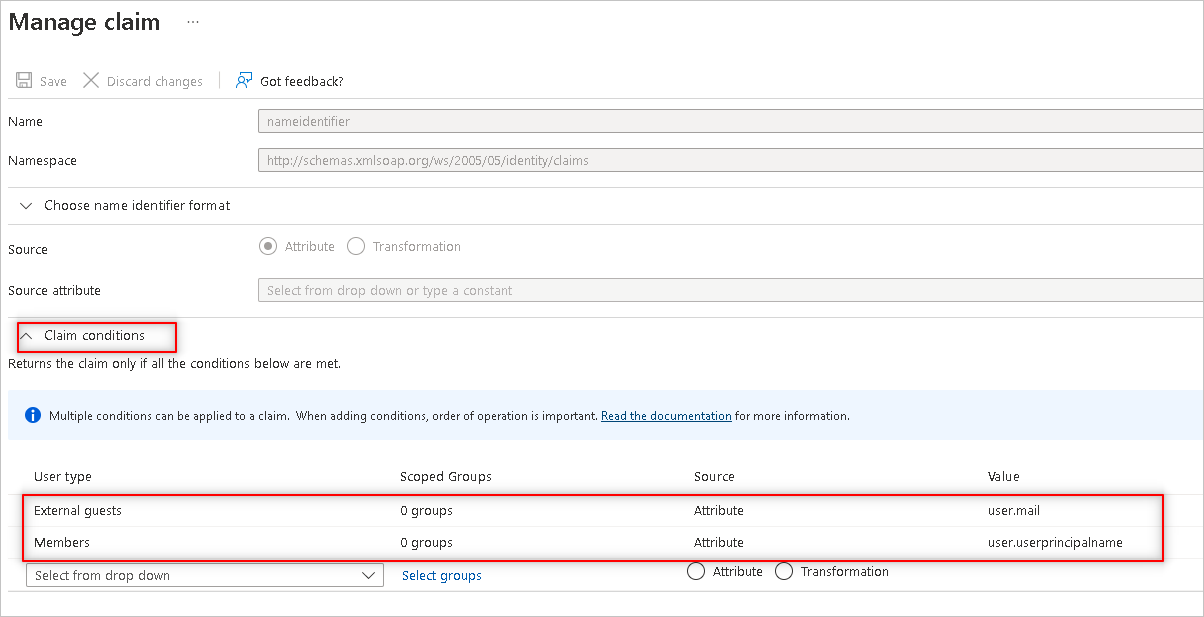 Manage claim ...
Save Discard changes Got feedback?
Name nameidentifier
Namespace http://schemas.xmlsoap.org/ws/2005/05/identity/claims
Choose name identifier format
Source Attribute Transformation
Source attribute Select from drop down or type a constant
Claim conditions
Returns the claim only if all the conditions below are met.
Multiple conditions can be applied to a claim. When adding conditions, order of operation is important. Read the documentation for more information.
User type Scoped Groups Source Value
External guests 0 groups Attribute user.mail
Members 0 groups Attribute user.userprincipalname
Select from drop down Select groups Attribute Transformation